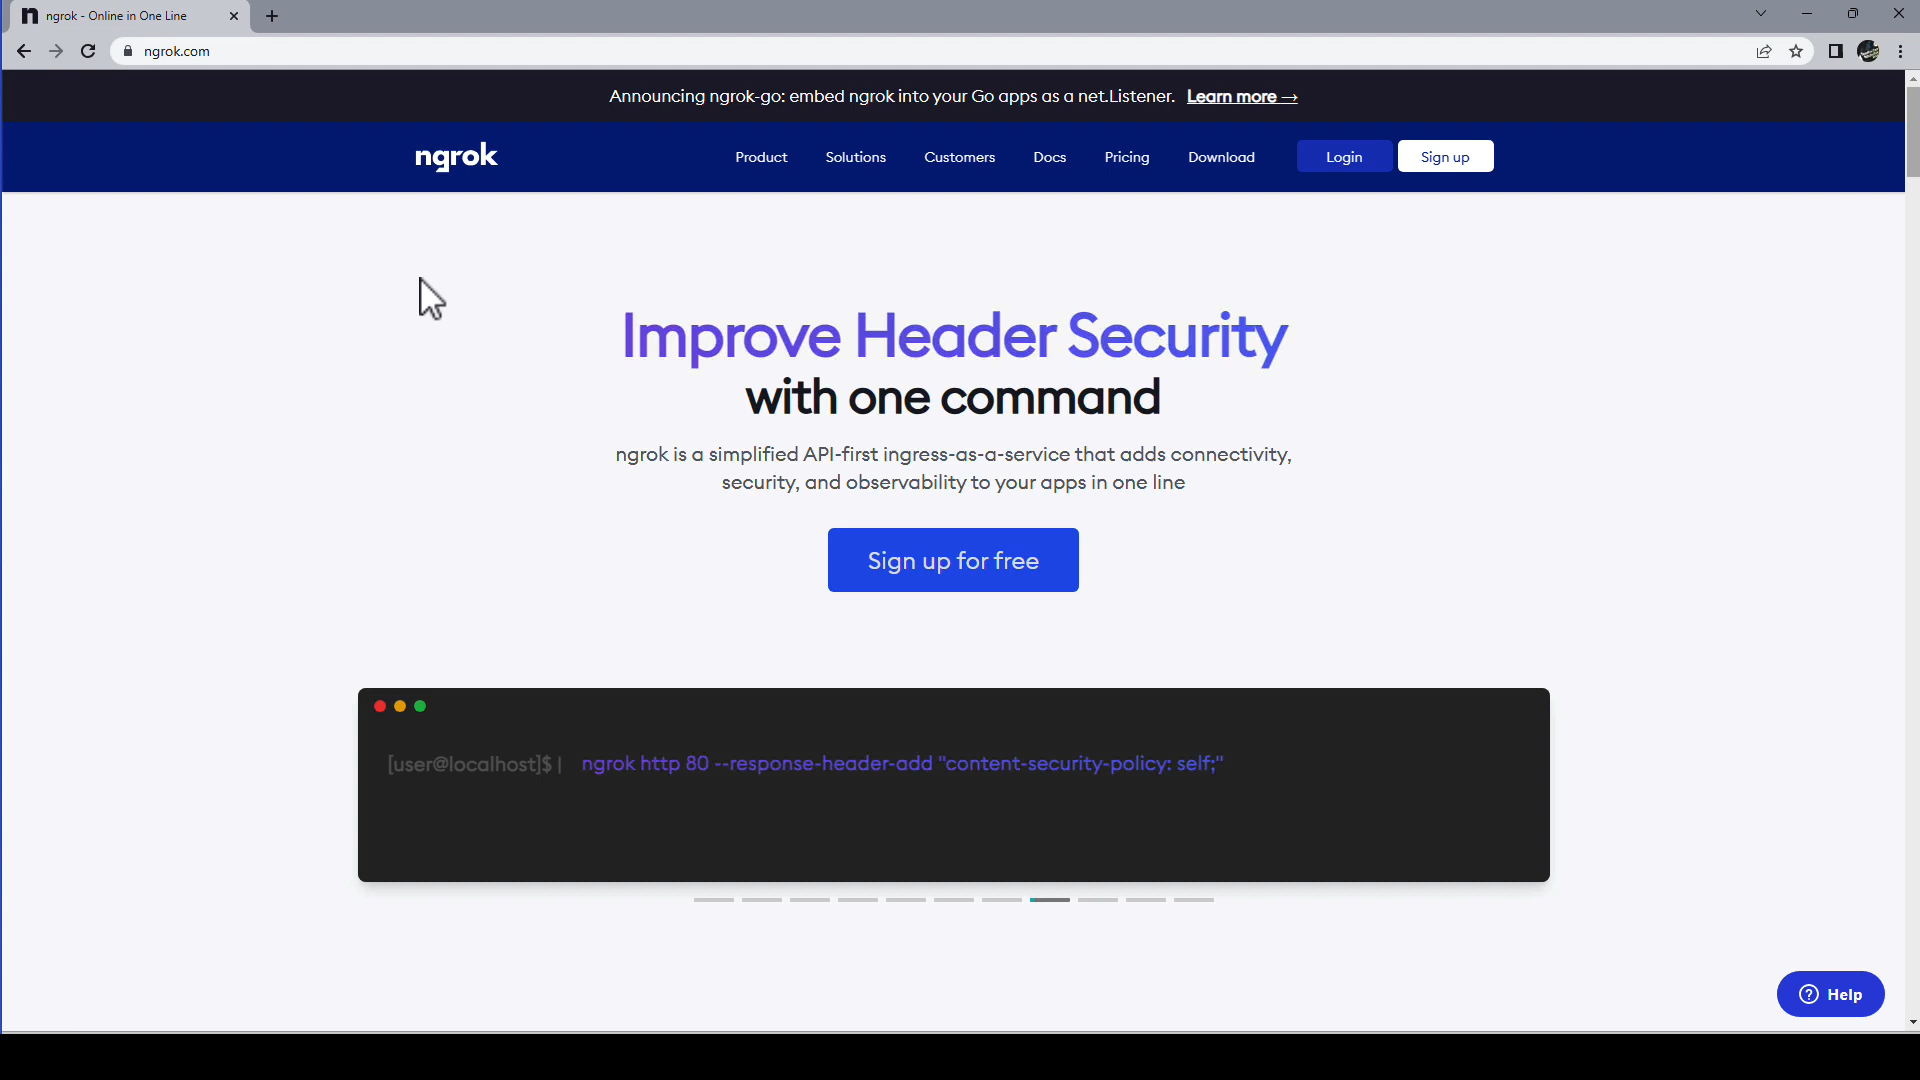 ngrok - Online in One Line
ngrok.com
Announcing ngrok-go: embed ngrok into your Go apps as a net.Listener. Learn more →
ngrok Product Solutions Customers Docs Pricing Download Login Sign up
Improve Header Security
with one command
ngrok is a simplified API-first ingress-as-a-service that adds connectivity,
security, and observability to your apps in one line
Sign up for free
[user@localhost]$ | ngrok http 80 --response-header-add "content-security-policy: self;"
Help